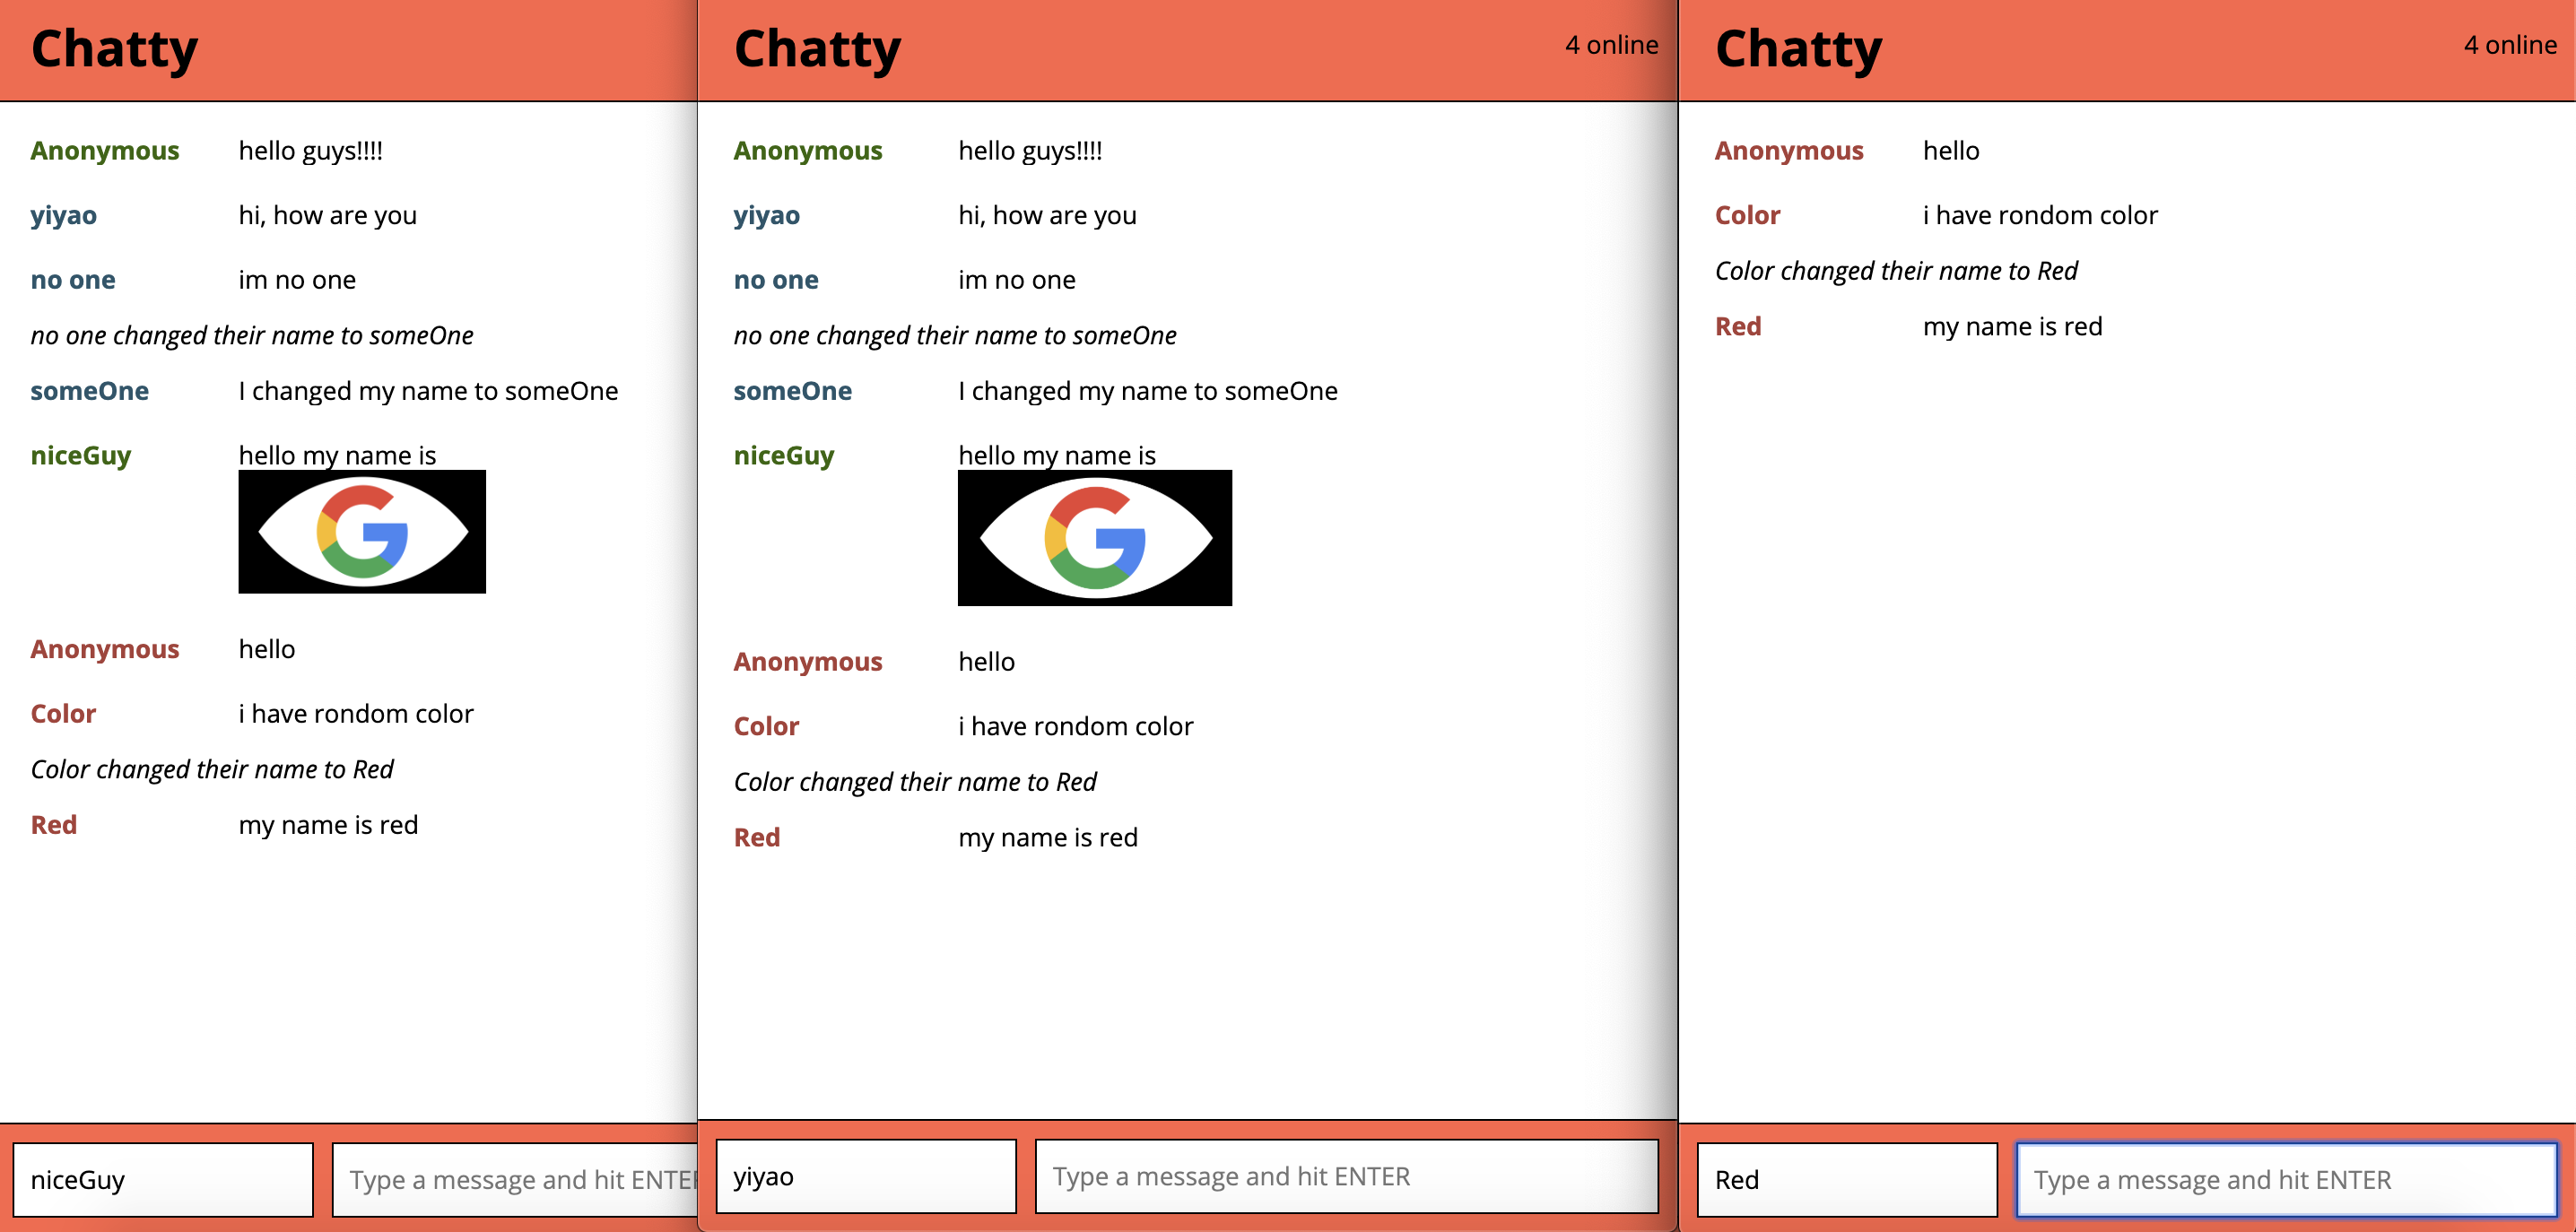 Chatty
Anonymous hello guys!!!!
yiyao hi, how are you
no one im no one
no one changed their name to someOne
someOne I changed my name to someOne
niceGuy hello my name is
G
Anonymous hello
Color i have rondom color
Color changed their name to Red
Red my name is red
niceGuy Type a message and hit ENTER
Chatty 4 online
Anonymous hello guys!!!!
yiyao hi, how are you
no one im no one
no one changed their name to someOne
someOne I changed my name to someOne
niceGuy hello my name is
G
Anonymous hello
Color i have rondom color
Color changed their name to Red
Red my name is red
yiyao Type a message and hit ENTER
Chatty 4 online
Anonymous hello
Color i have rondom color
Color changed their name to Red
Red my name is red
Red Type a message and hit ENTER